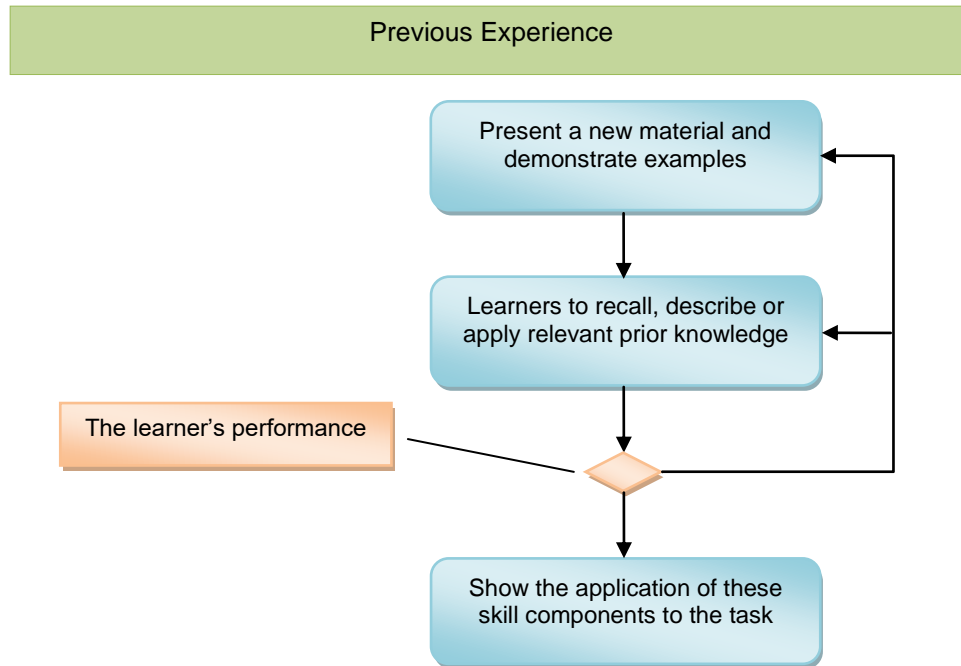 Previous Experience
Present a new material and
demonstrate examples
Learners to recall, describe or
apply relevant prior knowledge
The learner’s performance
Show the application of these
skill components to the task